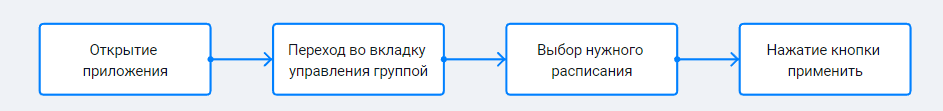 Открытие
приложения
Переход во вкладку
управления группой
Выбор нужного
расписания
Нажатие кнопки
применить